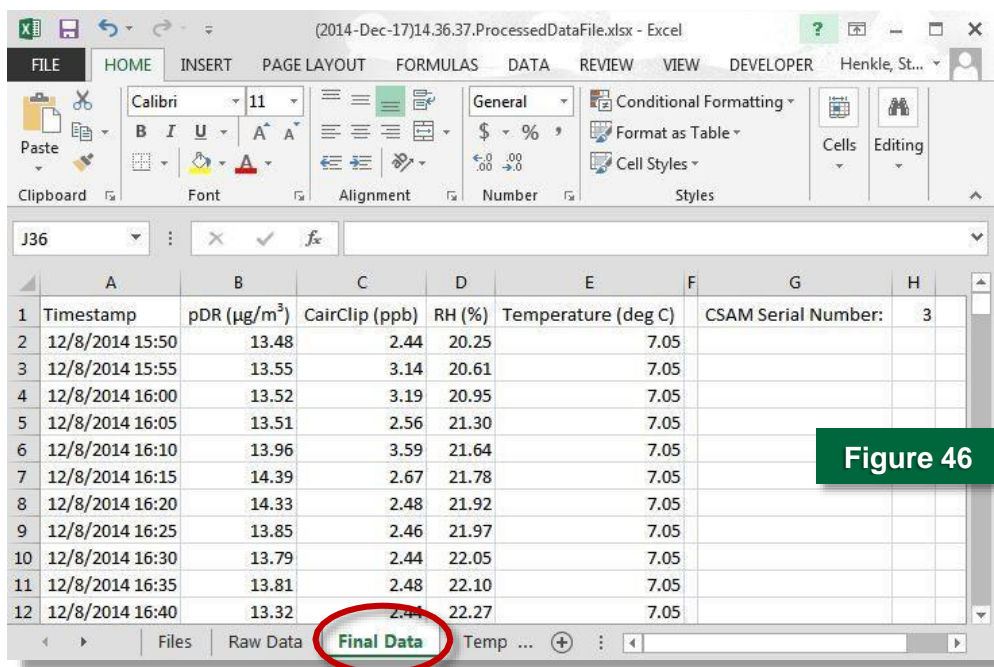 (2014-Dec-17)14.36.37.ProcessedDataFile.xlsx - Excel
?
FILE HOME INSERT PAGE LAYOUT FORMULAS DATA REVIEW VIEW DEVELOPER Henkle, St...
Calibri 11 General Conditional Formatting
Paste B I U A A $ % , Format as Table Cells Editing
A .0 .00 .00 .0 Cell Styles
Clipboard Font Alignment Number Styles
J36 fx
A B C D E F G H
1 Timestamp pDR (µg/m³) CairClip (ppb) RH (%) Temperature (deg C) CSAM Serial Number: 3
2 12/8/2014 15:50 13.48 2.44 20.25 7.05
3 12/8/2014 15:55 13.55 3.14 20.61 7.05
4 12/8/2014 16:00 13.52 3.19 20.95 7.05
5 12/8/2014 16:05 13.51 2.56 21.30 7.05
6 12/8/2014 16:10 13.96 3.59 21.64 7.05
Figure 46
7 12/8/2014 16:15 14.39 2.67 21.78 7.05
8 12/8/2014 16:20 14.33 2.48 21.92 7.05
9 12/8/2014 16:25 13.85 2.46 21.97 7.05
10 12/8/2014 16:30 13.79 2.44 22.05 7.05
11 12/8/2014 16:35 13.81 2.48 22.10 7.05
12 12/8/2014 16:40 13.32 2.44 22.27 7.05
Files Raw Data Final Data Temp ...